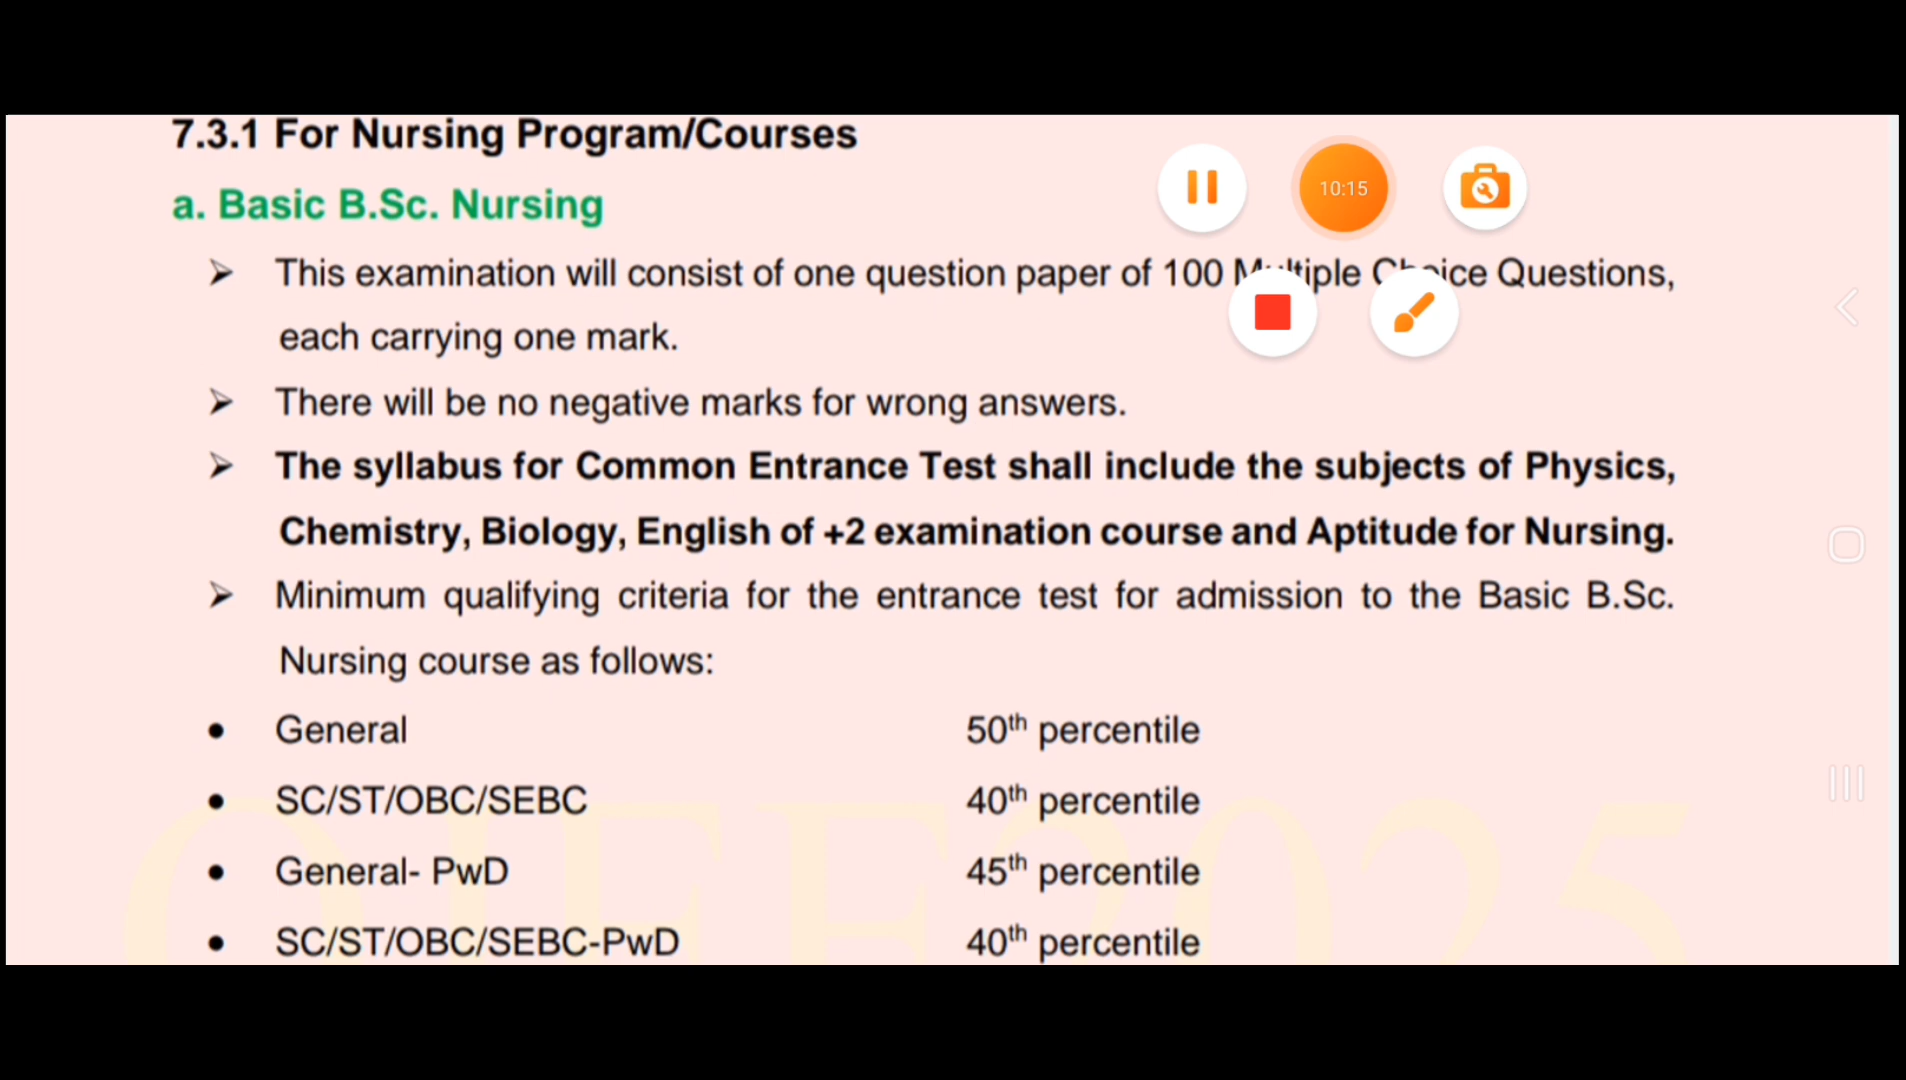 7.3.1 For Nursing Program/Courses
a. Basic B.Sc. Nursing
10:15
➢ This examination will consist of one question paper of 100 Multiple Choice Questions,
each carrying one mark.
➢ There will be no negative marks for wrong answers.
➢ The syllabus for Common Entrance Test shall include the subjects of Physics,
Chemistry, Biology, English of +2 examination course and Aptitude for Nursing.
➢ Minimum qualifying criteria for the entrance test for admission to the Basic B.Sc.
Nursing course as follows:
• General 50th percentile
• SC/ST/OBC/SEBC 40th percentile
• General- PwD 45th percentile
• SC/ST/OBC/SEBC-PwD 40th percentile
OJEE2025